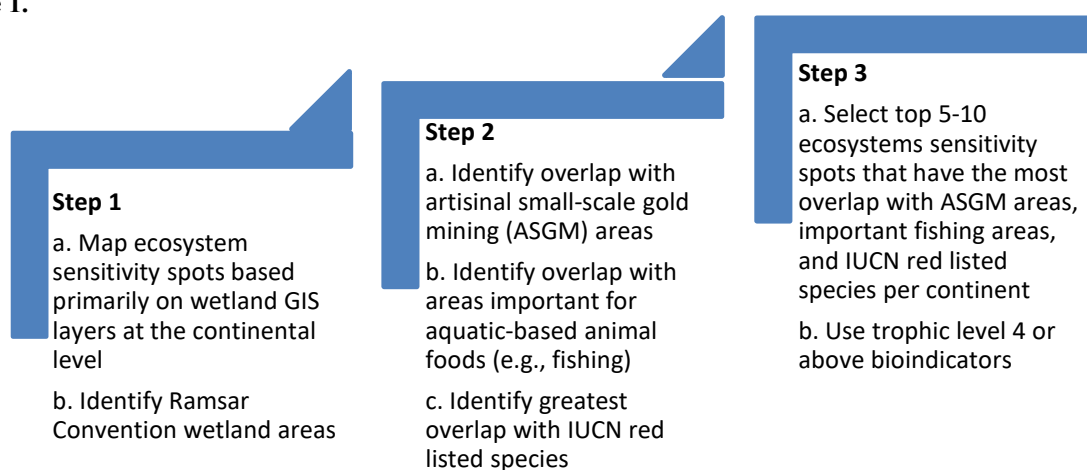 1.
Step 1
a. Map ecosystem
sensitivity spots based
primarily on wetland GIS
layers at the continental
level
b. Identify Ramsar
Convention wetland areas
Step 2
a. Identify overlap with
artisinal small-scale gold
mining (ASGM) areas
b. Identify overlap with
areas important for
aquatic-based animal
foods (e.g., fishing)
c. Identify greatest
overlap with IUCN red
listed species
Step 3
a. Select top 5-10
ecosystems sensitivity
spots that have the most
overlap with ASGM areas,
important fishing areas,
and IUCN red listed
species per continent
b. Use trophic level 4 or
above bioindicators